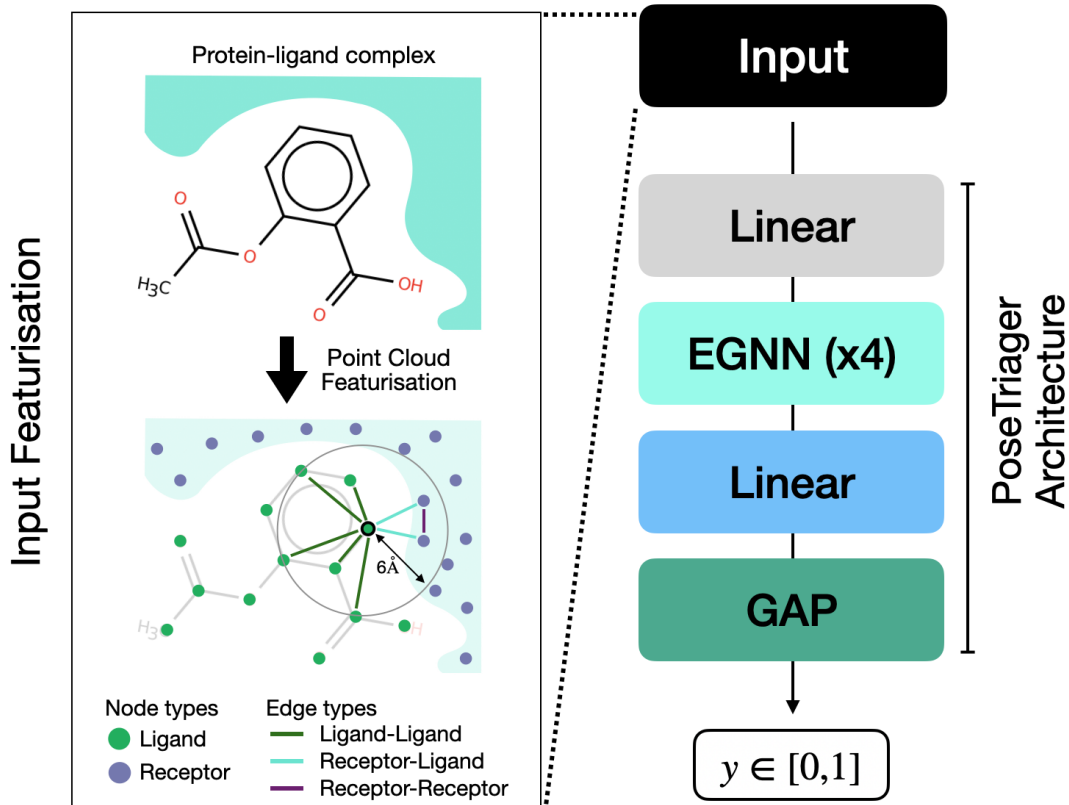 Input Featurisation
Protein-ligand complex
O
O
H₃C
O
OH
Point Cloud
Featurisation
6Å
H₃
H
Node types
Ligand
Receptor
Edge types
Ligand-Ligand
Receptor-Ligand
Receptor-Receptor
Input
Linear
EGNN (x4)
Linear
GAP
y ∈ [0,1]
PoseTriager
Architecture